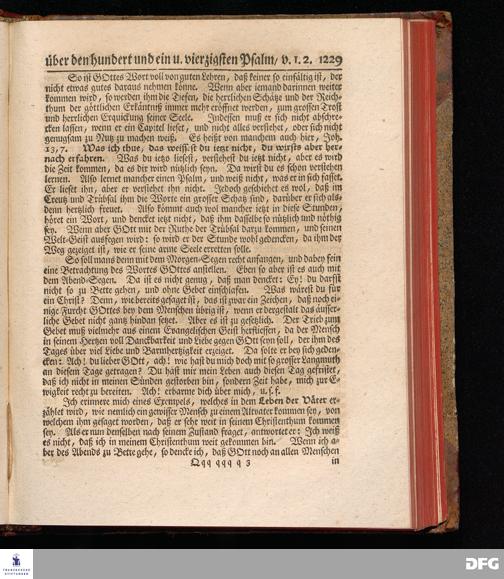 über den hundert und ein u. vierzigsten Psalm/ v. 1. 2. 1229
So ist GOttes Wort voll von guten Lehren, daß keiner so einfältig ist, der
nicht etwas gutes daraus nehmen könne. Wenn aber iemand darinnen weiter
kommen wird, so werden ihm die Tiefen, die herrlichen Schätze und der Reich-
thum der göttlichen Erkäntniß immer mehr eröffnet werden, zum grossen Trost
und herrlichen Erquickung seiner Seele. Indessen muß er sich nicht abschre-
cken lassen, wenn er ein Capitel lieset, und nicht alles verstehet, oder sich nicht
genugsam zu Nutz zu machen weiß. Es heißt von manchem auch hier, Joh.
13, 7. Was ich thue, das weissest du ietzt nicht, du wirsts aber her-
nach erfahren. Was du ietzo liesest, verstehest du ietzt nicht, aber es wird
die Zeit kommen, da es dir wird nützlich seyn. Da wirst du es schon verstehen
lernen. Also lernet mancher einen Psalm, und weiß nicht, was er in sich fasset.
Er lieset ihn, aber er verstehet ihn nicht. Jedoch geschiehet es wol, daß im
Creutz und Trübsal ihm die Worte ein grosser Schatz sind, darüber er sich als-
denn hertzlich freuet. Also kommt auch wol mancher ietzt in diese Stunden,
höret ein Wort, und dencket ietzt nicht, daß ihm dasselbe so nützlich und nöthig
sey. Wenn aber GOtt mit der Ruthe der Trübsal darzu kommen, und seinen
Welt-Geist ausfegen wird: so wird er der Stunde wohl gedencken, da ihm der
Weg gezeiget ist, wie er seine arme Seele erretten solle.
So soll mans denn mit dem Morgen-Segen recht anfangen, und dabey fein
eine Betrachtung des Wortes GOttes anstellen. Eben so aber ist es auch mit
dem Abend-Segen. Da ist es nicht genug, daß man dencket: Ey! du darfst
nicht so zu Bette gehen, und ohne Gebet einschlafen. Was wärest du für
ein Christ? Denn, wie bereits gesaget ist, das ist zwar ein Zeichen, daß noch ei-
nige Furcht GOttes bey dem Menschen übrig ist, wenn er dergestalt das äusser-
liche Gebet nicht gantz hindan setzet. Aber es ist zu gesetzlich. Der Trieb zum
Gebet muß vielmehr aus einem Evangelischen Geist herfliessen, da der Mensch
in seinem Hertzen voll Danckbarkeit und Liebe gegen GOtt seyn soll, der ihm des
Tages über viel Liebe und Barmhertzigkeit erzeiget. Da solte er bey sich geden-
cken: Ach! du lieber GOtt, ach! wie hast du mich doch mit so grosser Langmuth
an diesem Tage getragen? Du hast mir mein Leben auch diesen Tag gefristet,
daß ich nicht in meinen Sünden gestorben bin, sondern Zeit habe, mich zur E-
wigkeit recht zu bereiten. Ach! erbarme dich über mich, u. s. f.
Ich erinnere mich eines Exempels, welches in dem Leben der Väter er-
zählet wird, wie nemlich ein gewisser Mensch zu einem Altvater kommen sey, von
welchem ihm gesaget worden, daß er sehr weit in seinem Christenthum kommen
sey. Als er nun denselben nach seinem Zustand fraget, antwortet er: Ich weiß
es nicht, daß ich in meinem Christenthum weit gekommen bin. Wenn ich a-
ber des Abends zu Bette gehe, so dencke ich, daß GOtt noch an allen Menschen
Qqq qqq q 3 in
FRANCKESCHE
STIFTUNGEN
DFG